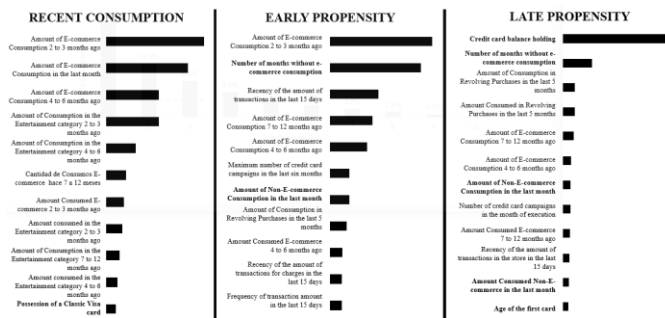 RECENT CONSUMPTION
Amount of E-commerce
Consumption 2 to 3 months ago
Amount of E-commerce
Consumption in the last month
Amount of E-commerce
Consumption 4 to 6 months ago
Amount of Consumption in the
Entertainment category 2 to 3
months ago
Amount of Consumption in the
Entertainment category 4 to 6
months ago
Cantidad de Consumos E-
commerce hace 7 a 12 meses
Amount Consumed E-
commerce 2 to 3 months ago
Amount consumed in the
Entertainment category 2 to 3
months ago
Amount of Consumption in the
Entertainment category 7 to 12
months ago
Amount consumed in the
Entertainment category 4 to 6
months ago
Possession of a Classic Visa
card
EARLY PROPENSITY
Amount of E-commerce
Consumption 2 to 3 months ago
Number of months without e-
commerce consumption
Recency of the amount of
transactions in the last 15 days
Amount of E-commerce
Consumption 7 to 12 months ago
Amount of E-commerce
Consumption 4 to 6 months ago
Maximum number of credit card
campaigns in the last six months
Amount of Non-E-commerce
Consumption in the last month
Amount of Consumption in
Revolving Purchases in the last 5
months
Amount Consumed E-commerce
4 to 6 months ago
Recency of the amount of
transactions for charges in the
last 15 days
Frequency of transaction amount
in the last 15 days
LATE PROPENSITY
Credit card balance holding
Number of months without e-
commerce consumption
Amount of Consumption in
Revolving Purchases in the last 5
months
Amount Consumed in Revolving
Purchases in the last 5 months
Amount of E-commerce
Consumption 7 to 12 months ago
Amount of E-commerce
Consumption 4 to 6 months ago
Amount of Non-E-commerce
Consumption in the last month
Number of credit card campaigns
in the month of execution
Amount Consumed E-commerce
7 to 12 months ago
Recency of the amount of
transactions in the store in the last
15 days
Amount Consumed Non-E-
commerce in the last month
Age of the first card